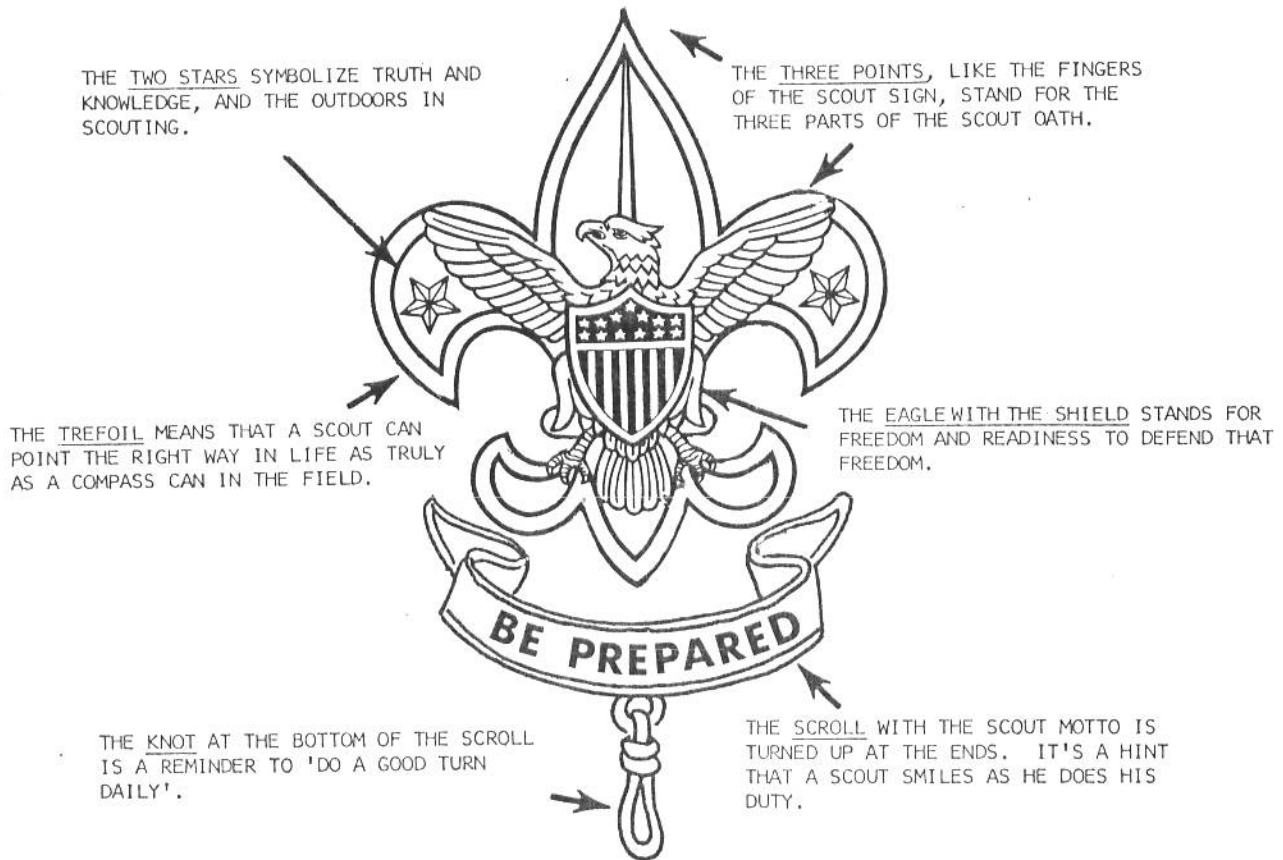 THE TWO STARS SYMBOLIZE TRUTH AND
KNOWLEDGE, AND THE OUTDOORS IN
SCOUTING.
THE THREE POINTS, LIKE THE FINGERS
OF THE SCOUT SIGN, STAND FOR THE
THREE PARTS OF THE SCOUT OATH.
THE TREFOIL MEANS THAT A SCOUT CAN
POINT THE RIGHT WAY IN LIFE AS TRULY
AS A COMPASS CAN IN THE FIELD.
THE EAGLE WITH THE SHIELD STANDS FOR
FREEDOM AND READINESS TO DEFEND THAT
FREEDOM.
BE PREPARED
THE KNOT AT THE BOTTOM OF THE SCROLL
IS A REMINDER TO 'DO A GOOD TURN
DAILY'.
THE SCROLL WITH THE SCOUT MOTTO IS
TURNED UP AT THE ENDS. IT'S A HINT
THAT A SCOUT SMILES AS HE DOES HIS
DUTY.